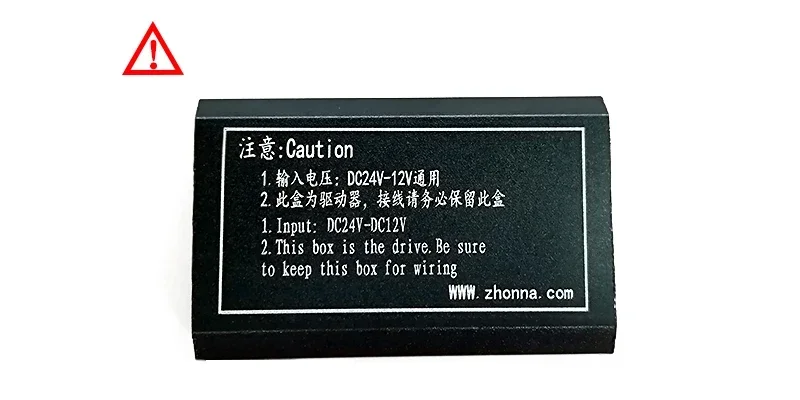 注意:Caution
1.输入电压: DC24V-12V通用
2.此盒为驱动器，接线请务必保留此盒
1.Input: DC24V-DC12V
2.This box is the drive.Be sure
to keep this box for wiring
WWW.zhonna.com